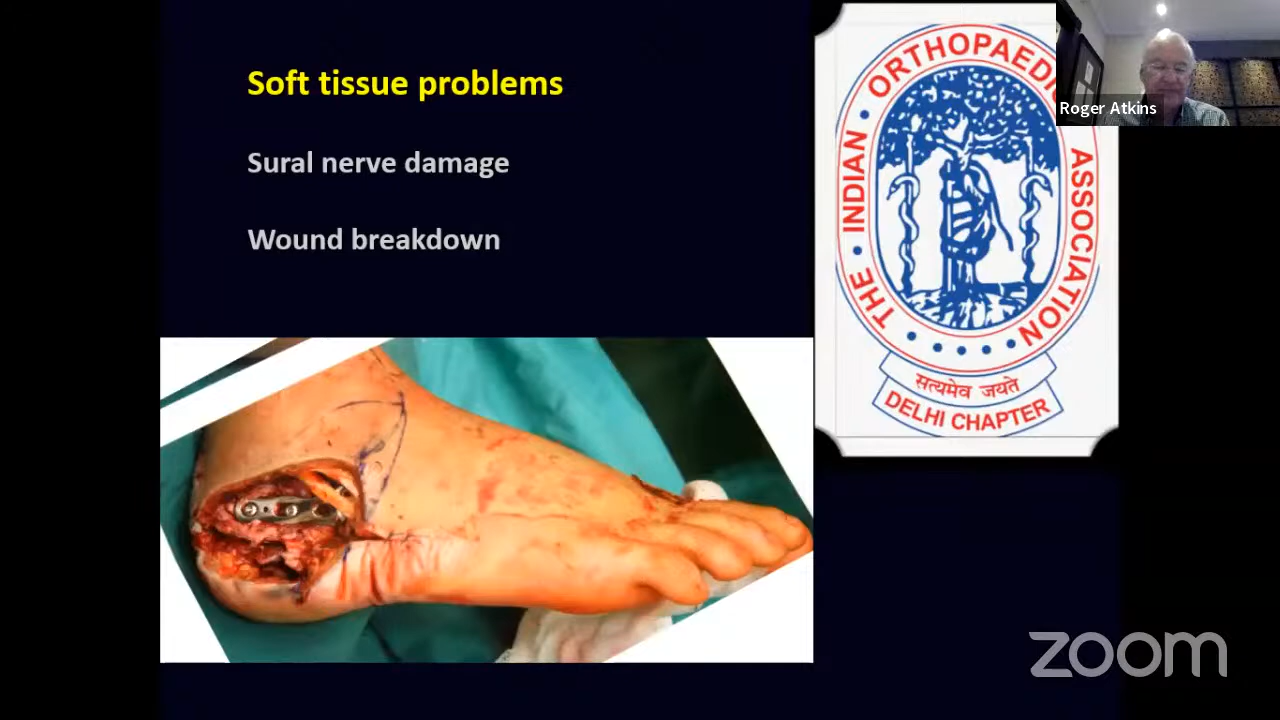 Soft tissue problems
Sural nerve damage
Wound breakdown
THE INDIAN ORTHOPAEDIC ASSOCIATION
सत्यमेव जयते
DELHI CHAPTER
Roger Atkins
zoom